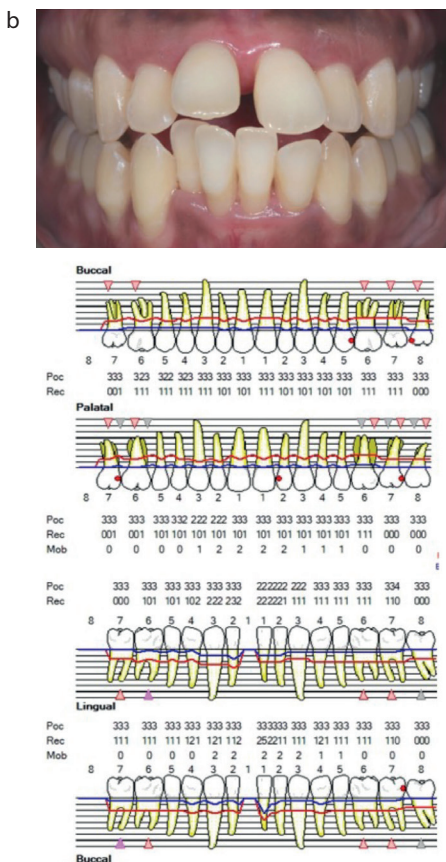 b
Buccal
8 7 6 5 4 3 2 1 1 2 3 4 5 6 7 8
Poc 333 323 322 323 333 333 333 333 333 333 333 333 333 333 333
Rec 001 111 111 111 111 101 101 101 111 101 101 101 111 111 000
Palatal
8 7 6 5 4 3 2 1 1 2 3 4 5 6 7 8
Poc 333 333 333 332 222 222 333 333 333 333 333 333 333 333 333
Rec 001 001 101 101 101 101 101 101 101 101 101 101 111 000 000
Mob 0 0 0 0 1 2 2 2 2 1 1 1 0 0 0
Poc 333 333 333 333 333 333 222222 222 333 333 333 333 334 333
Rec 000 101 101 102 222 232 222221 111 111 111 111 111 110 000
8 7 6 5 4 3 2 1 1 2 3 4 5 6 7 8
Lingual
Poc 333 333 333 333 333 333 333333 333 333 333 333 333 333 333
Rec 111 111 111 121 121 112 252211 111 111 121 111 111 110 000
Mob 0 0 0 0 2 2 2 2 2 1 1 0 0 0
8 7 6 5 4 3 2 1 1 2 3 4 5 6 7 8
Buccal